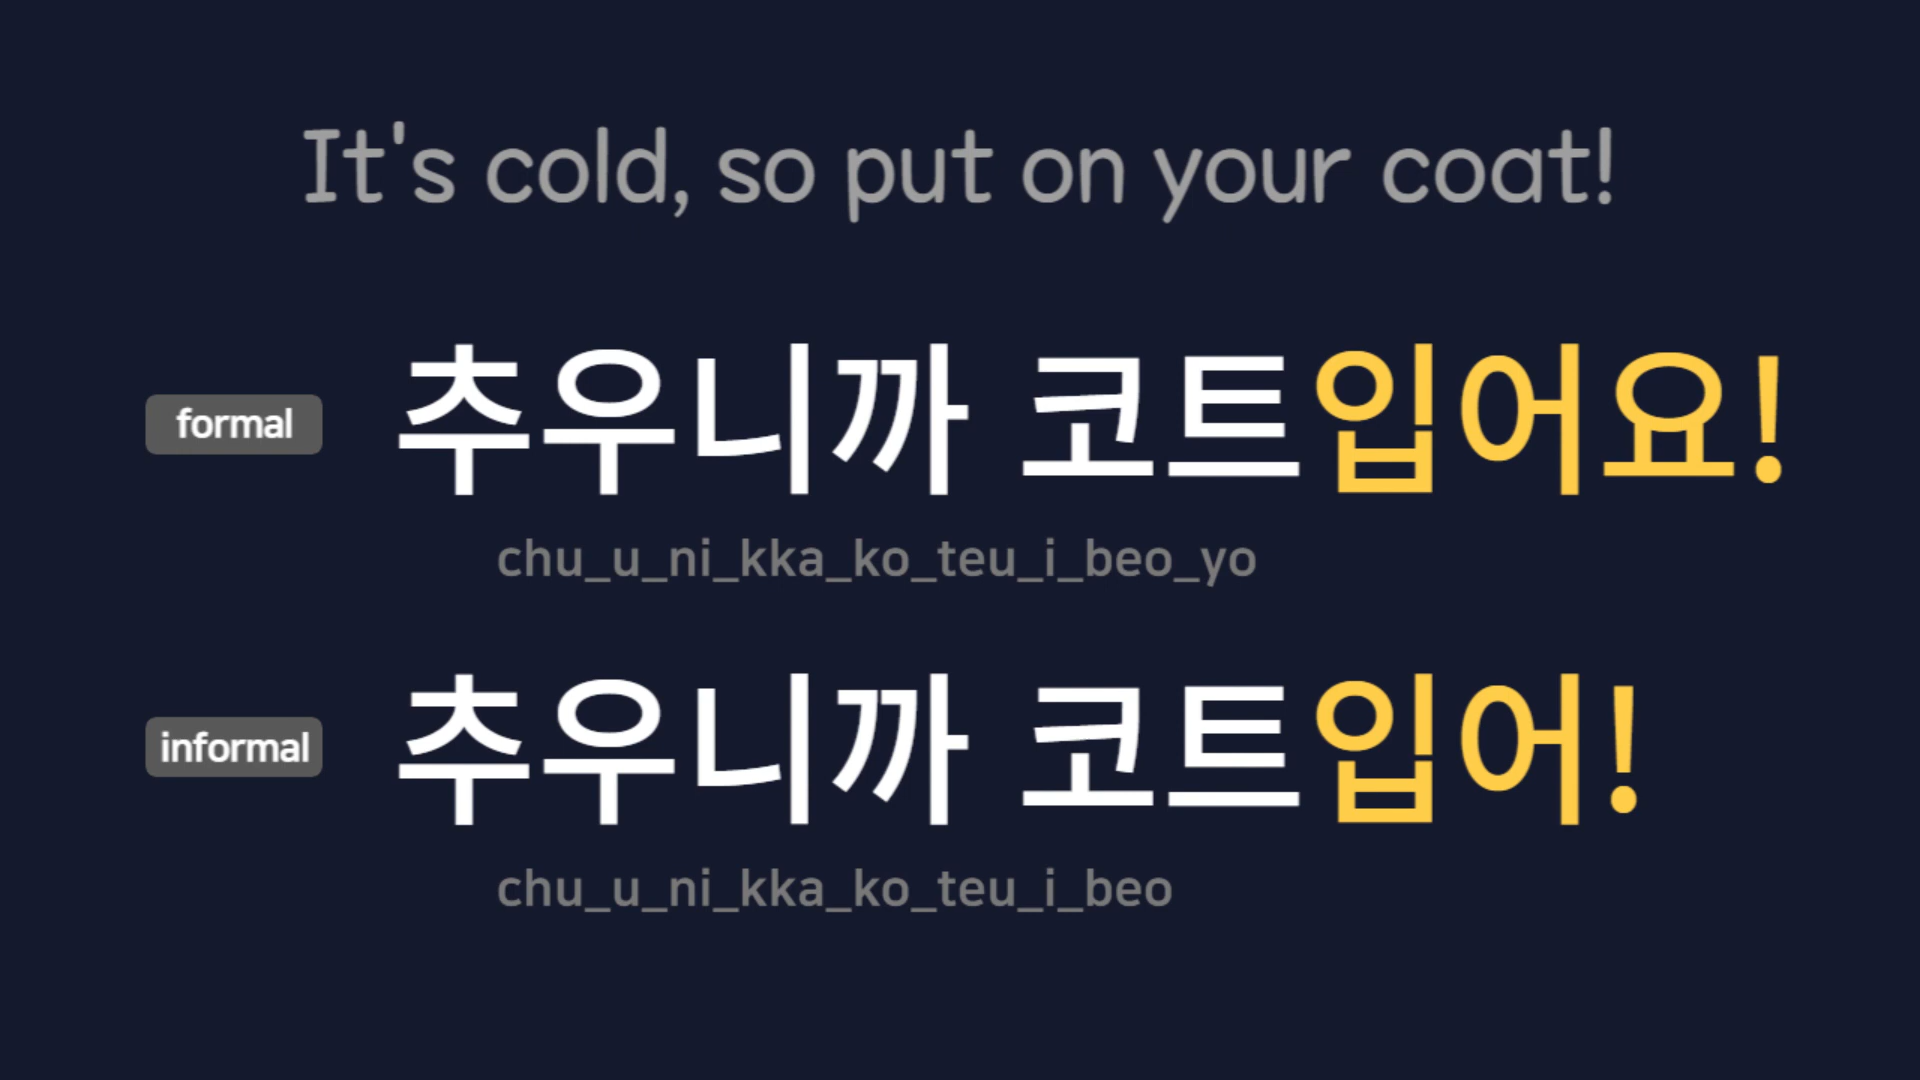 It's cold, so put on your coat!
formal 추우니까 코트입어요!
chu_u_ni_kka_ko_teu_i_beo_yo
informal 추우니까 코트입어!
chu_u_ni_kka_ko_teu_i_beo